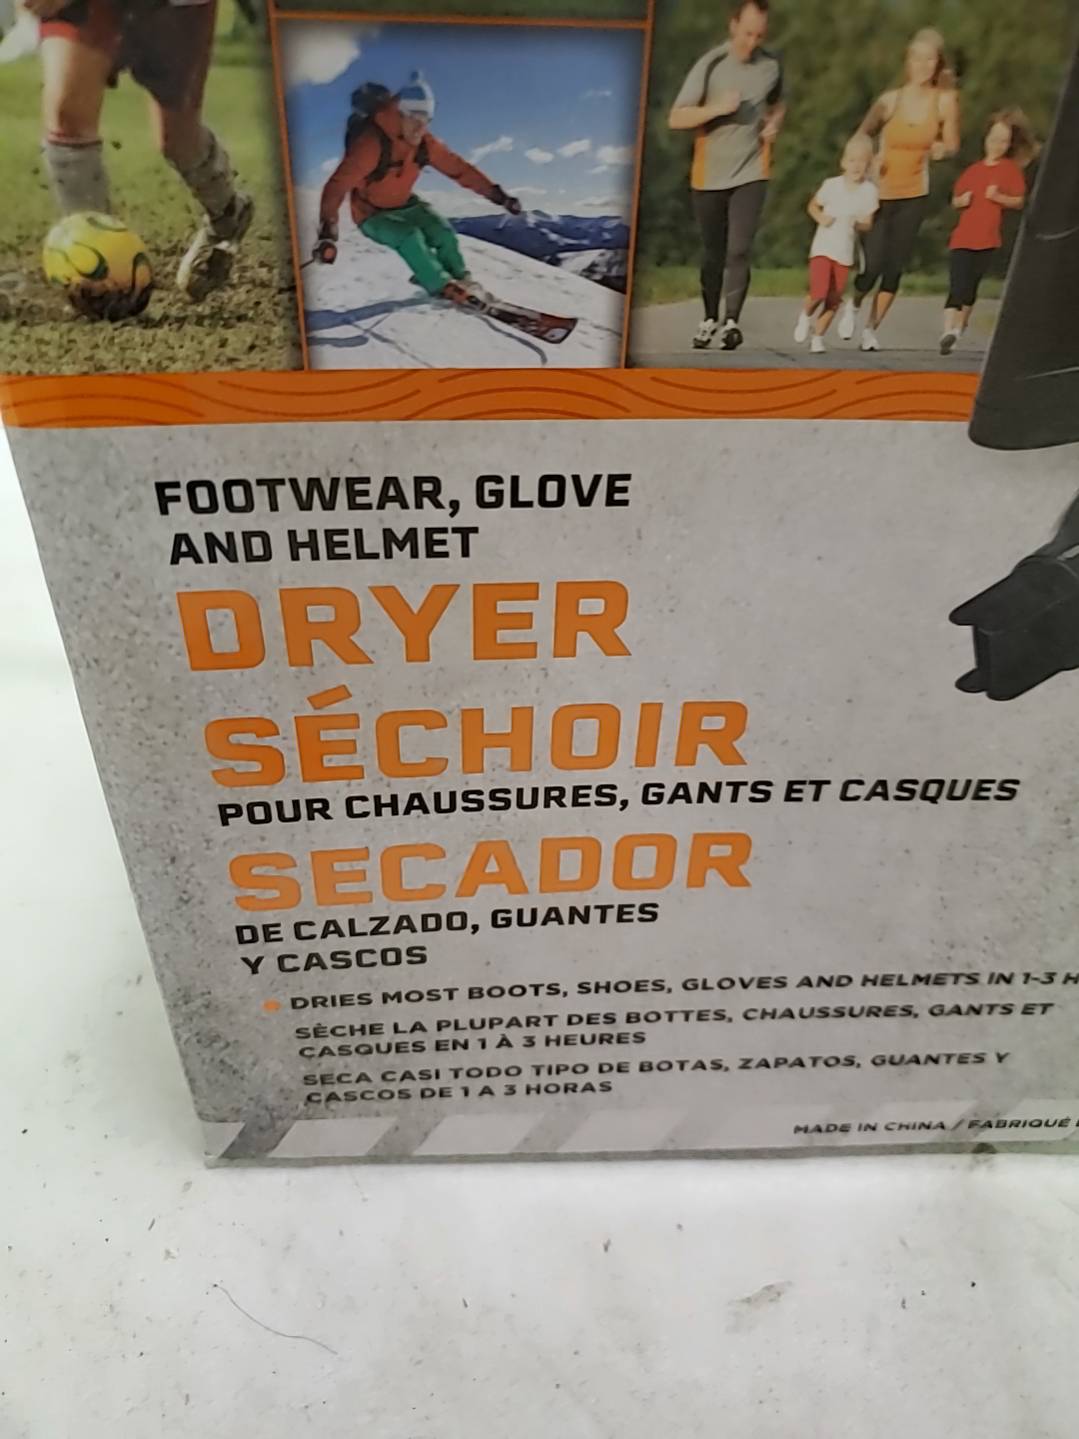 FOOTWEAR, GLOVE
AND HELMET
DRYER
SÉCHOIR
POUR CHAUSSURES, GANTS ET CASQUES
SECADOR
DE CALZADO, GUANTES
Y CASCOS
DRIES MOST BOOTS, SHOES, GLOVES AND HELMETS IN 1-3 H
SÈCHE LA PLUPART DES BOTTES, CHAUSSURES, GANTS ET
CASQUES EN 1 À 3 HEURES
SECA CASI TODO TIPO DE BOTAS, ZAPATOS, GUANTES Y
CASCOS DE 1 A 3 HORAS
MADE IN CHINA / FABRIQUÉ